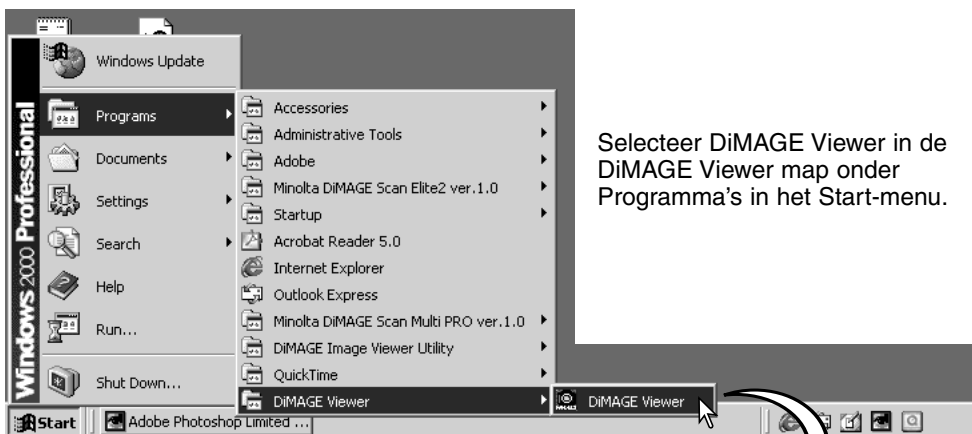 Windows Update
Programs
Documents
Settings
Search
Help
Run...
Shut Down...
Windows 2000 Professional
Accessories
Administrative Tools
Adobe
Minolta DiMAGE Scan Elite2 ver.1.0
Startup
Acrobat Reader 5.0
Internet Explorer
Outlook Express
Minolta DiMAGE Scan Multi PRO ver.1.0
DiMAGE Image Viewer Utility
QuickTime
DiMAGE Viewer
DiMAGE Viewer
Selecteer DiMAGE Viewer in de
DiMAGE Viewer map onder
Programma's in het Start-menu.
Start
Adobe Photoshop Limited ...